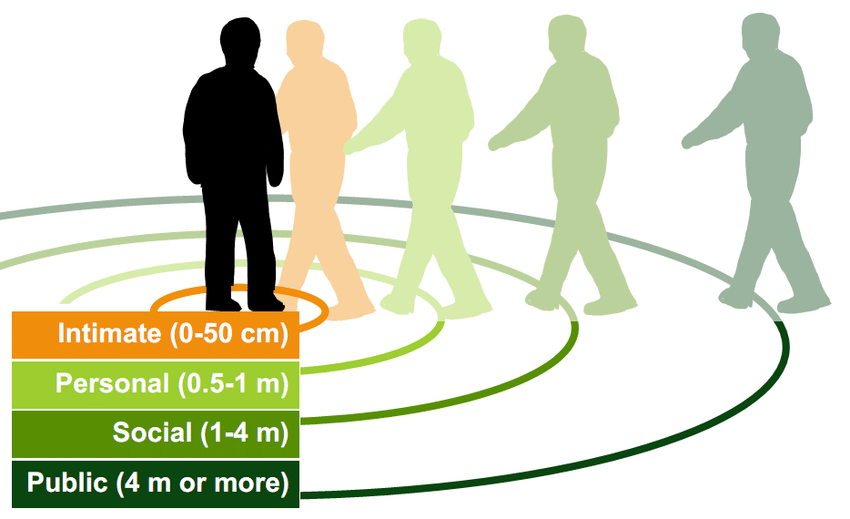 Intimate (0-50 cm)
Personal (0.5-1 m)
Social (1-4 m)
Public (4 m or more)